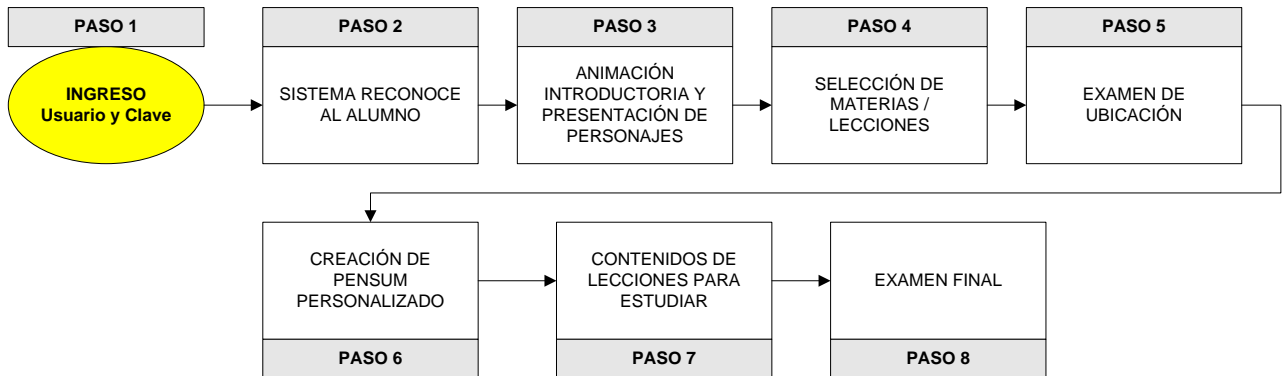 PASO 1
INGRESO
Usuario y Clave
PASO 2
SISTEMA RECONOCE
AL ALUMNO
PASO 3
ANIMACIÓN
INTRODUCTORIA Y
PRESENTACIÓN DE
PERSONAJES
PASO 4
SELECCIÓN DE
MATERIAS /
LECCIONES
PASO 5
EXAMEN DE
UBICACIÓN
CREACIÓN DE
PENSUM
PERSONALIZADO
PASO 6
CONTENIDOS DE
LECCIONES PARA
ESTUDIAR
PASO 7
EXAMEN FINAL
PASO 8